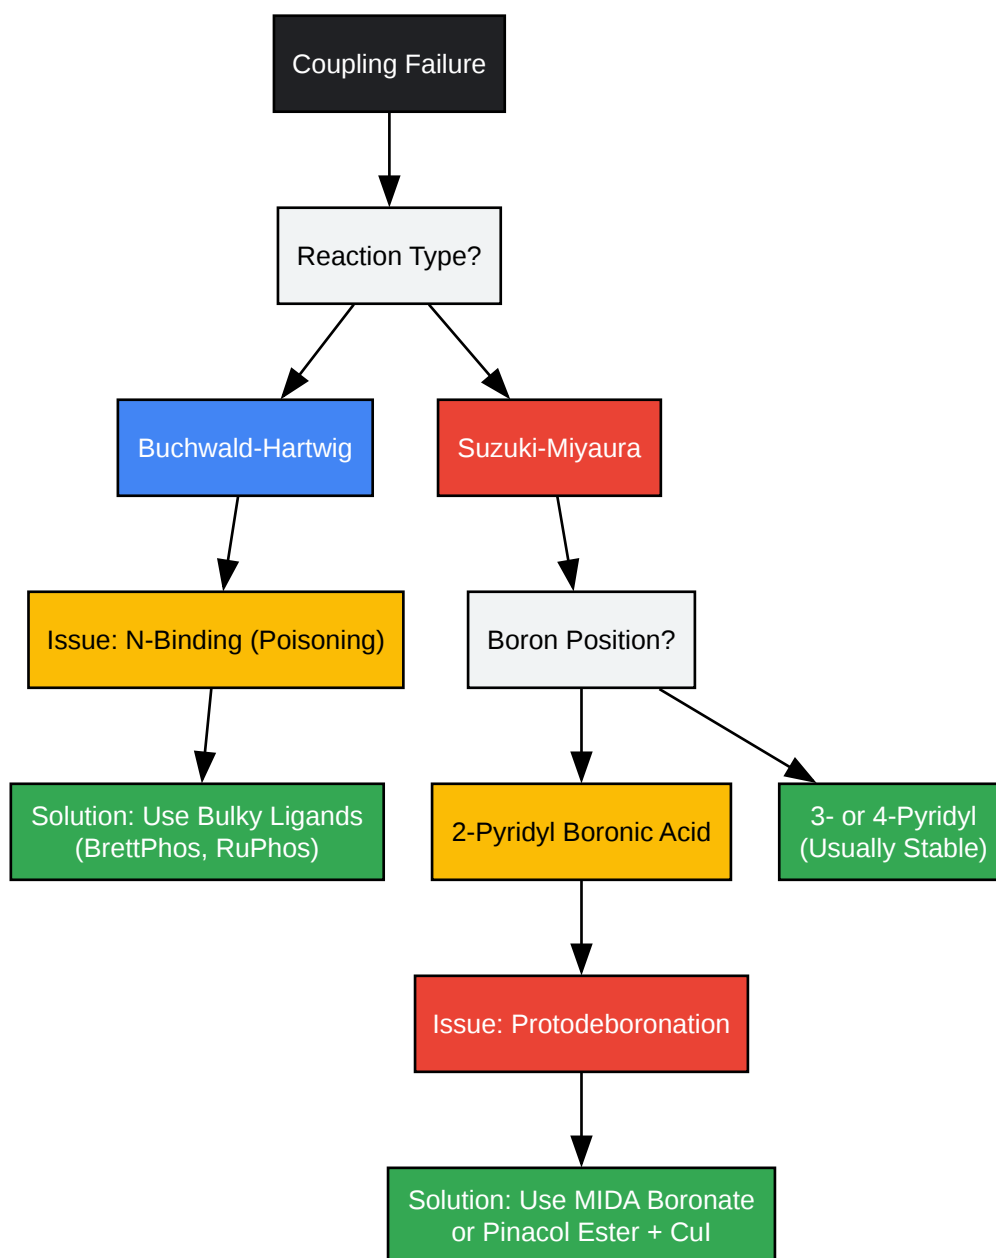 Coupling Failure
Reaction Type?
Buchwald-Hartwig
Suzuki-Miyaura
Issue: N-Binding (Poisoning)
Boron Position?
Solution: Use Bulky Ligands
(BrettPhos, RuPhos)
2-Pyridyl Boronic Acid
3- or 4-Pyridyl
(Usually Stable)
Issue: Protodeboronation
Solution: Use MIDA Boronate
or Pinacol Ester + CuI